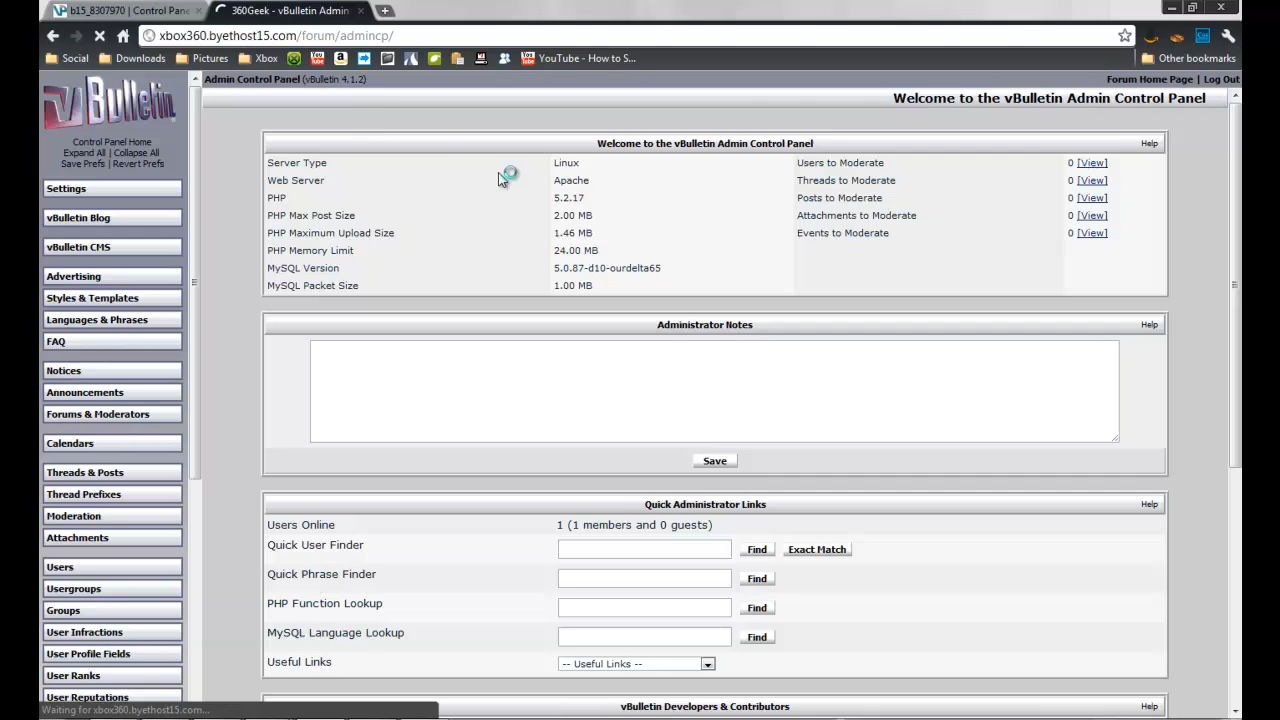 b15_8307970 | Control Pane
360Geek - vBulletin Admin
xbox360.byethost15.com/forum/admincp/
Social
Downloads
Pictures
Xbox
YouTube - How to S...
Other bookmarks
vBulletin
Control Panel Home
Expand All | Collapse All
Save Prefs | Revert Prefs
Settings
vBulletin Blog
vBulletin CMS
Advertising
Styles & Templates
Languages & Phrases
FAQ
Notices
Announcements
Forums & Moderators
Calendars
Threads & Posts
Thread Prefixes
Moderation
Attachments
Users
Usergroups
Groups
User Infractions
User Profile Fields
User Ranks
User Reputations
Waiting for xbox360.byethost15.com...
Admin Control Panel (vBulletin 4.1.2)
Forum Home Page | Log Out
Welcome to the vBulletin Admin Control Panel
Welcome to the vBulletin Admin Control Panel Help
Server Type Linux Users to Moderate 0 [View]
Web Server Apache Threads to Moderate 0 [View]
PHP 5.2.17 Posts to Moderate 0 [View]
PHP Max Post Size 2.00 MB Attachments to Moderate 0 [View]
PHP Maximum Upload Size 1.46 MB Events to Moderate 0 [View]
PHP Memory Limit 24.00 MB
MySQL Version 5.0.87-d10-ourdelta65
MySQL Packet Size 1.00 MB
Administrator Notes Help
Save
Quick Administrator Links Help
Users Online 1 (1 members and 0 guests)
Quick User Finder Find Exact Match
Quick Phrase Finder Find
PHP Function Lookup Find
MySQL Language Lookup Find
Useful Links -- Useful Links --
vBulletin Developers & Contributors Help